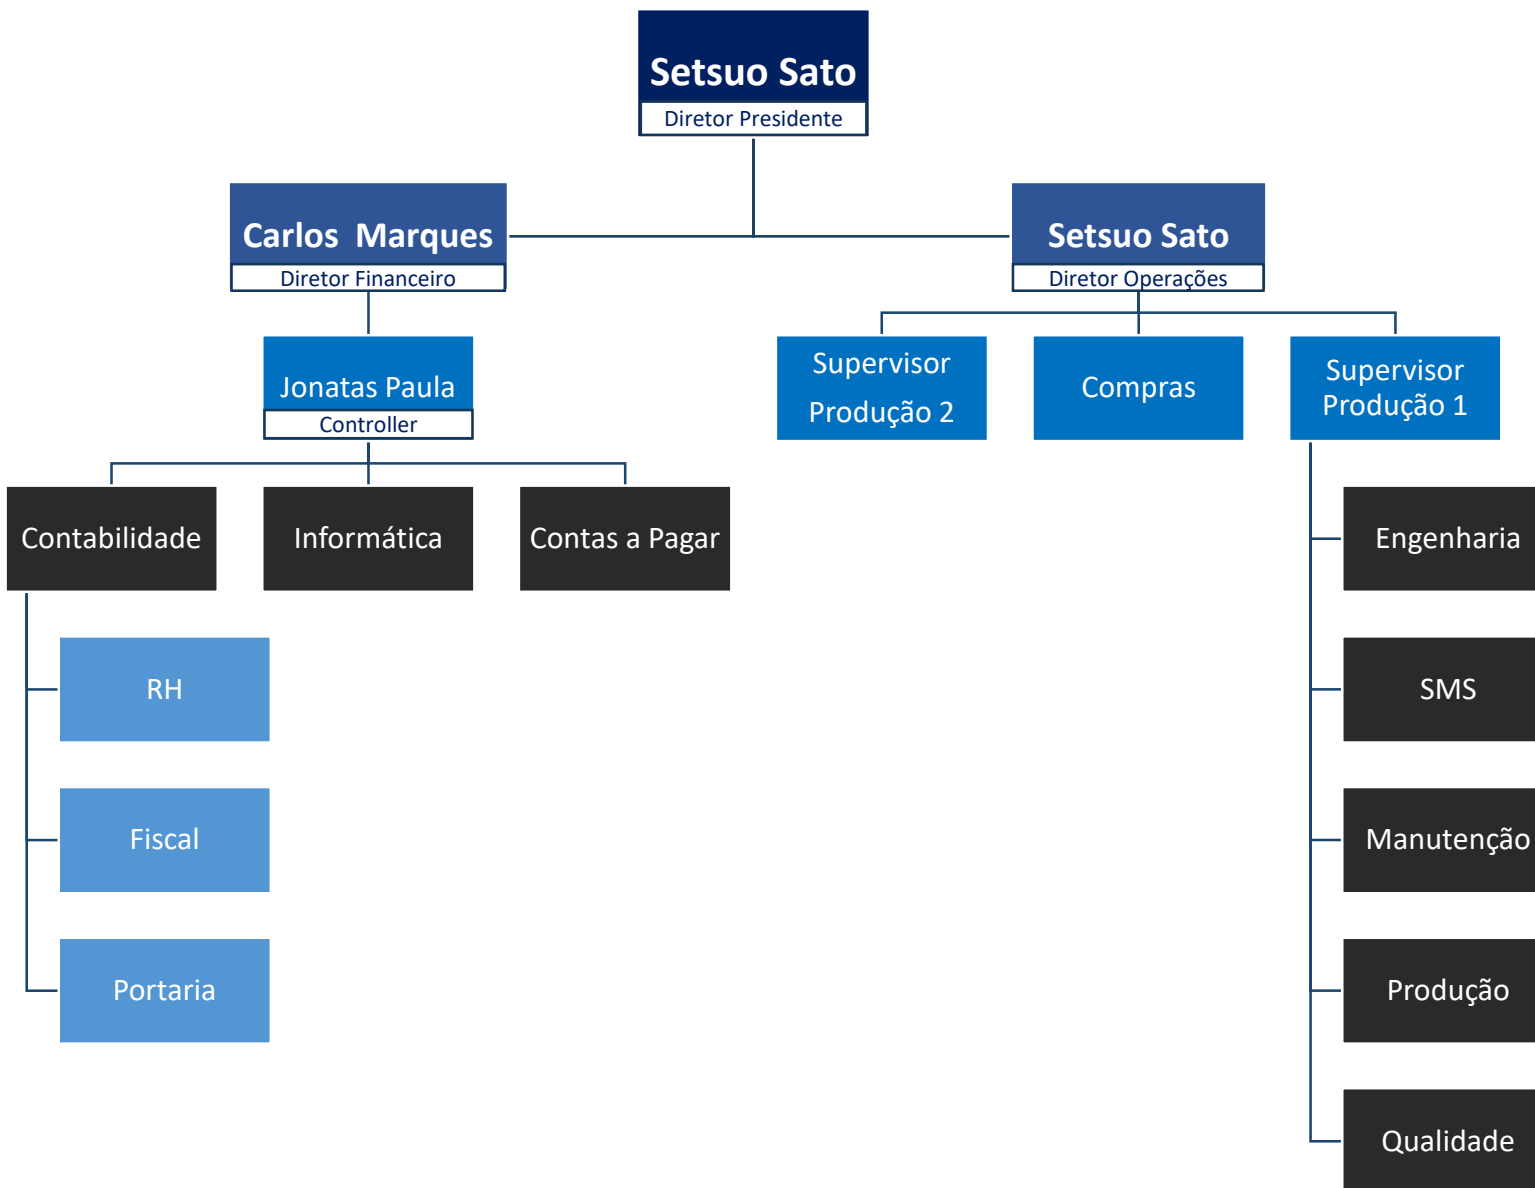 Setsuo Sato
Diretor Presidente
Carlos  Marques
Diretor Financeiro
Setsuo Sato
Diretor Operações
Jonatas Paula
Controller
Supervisor
Produção 2
Compras
Supervisor
Produção 1
Contabilidade
Informática
Contas a Pagar
Engenharia
RH
SMS
Fiscal
Manutenção
Portaria
Produção
Qualidade